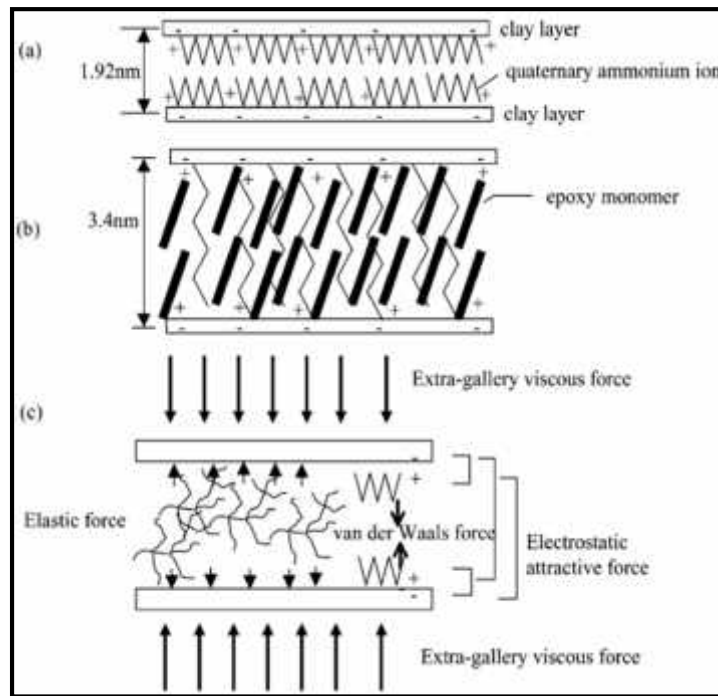 clay layer
(a)
1.92nm
quaternary ammonium ion
clay layer
epoxy monomer
(b)
3.4nm
Extra-gallery viscous force
(c)
Elastic force
van der Waals force
Electrostatic
attractive force
Extra-gallery viscous force